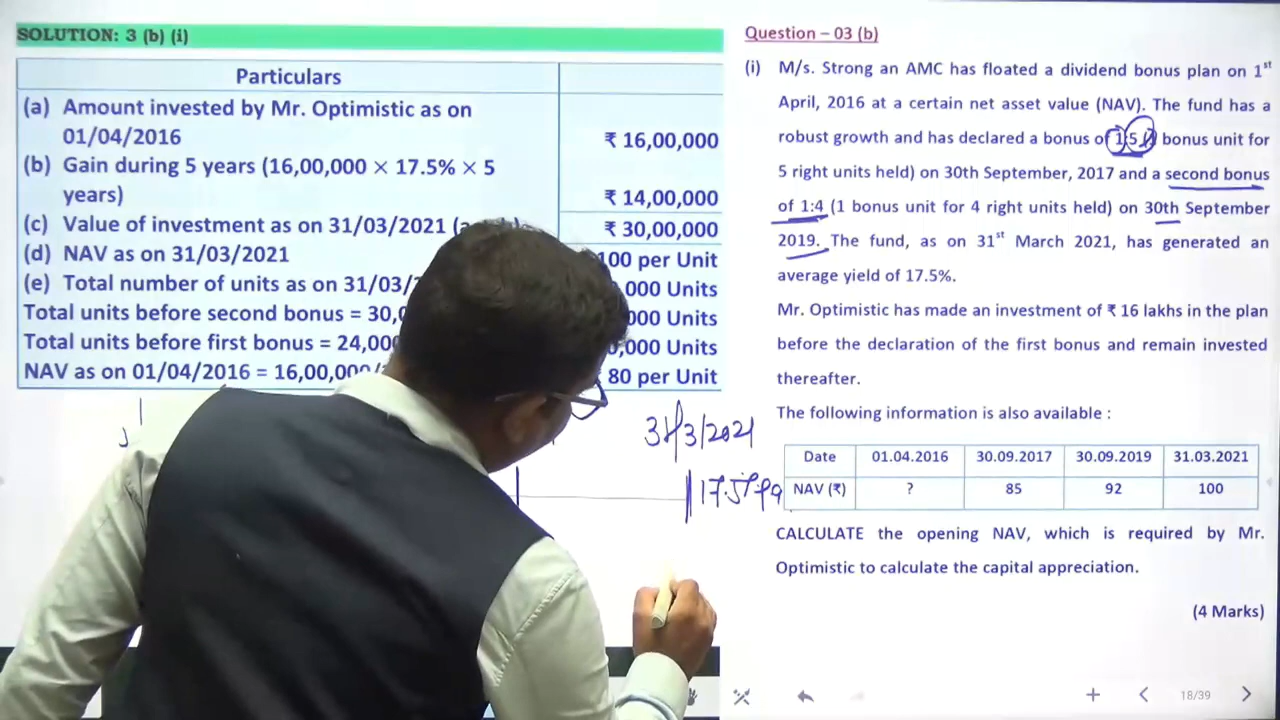 SOLUTION: 3 (b) (i)
Particulars
(a) Amount invested by Mr. Optimistic as on
01/04/2016
₹ 16,00,000
(b) Gain during 5 years (16,00,000 × 17.5% × 5
years)
₹ 14,00,000
(c) Value of investment as on 31/03/2021
₹ 30,00,000
(d) NAV as on 31/03/2021
100 per Unit
(e) Total number of units as on 31/03/
,000 Units
Total units before second bonus = 30,0
000 Units
Total units before first bonus = 24,000
,000 Units
NAV as on 01/04/2016 = 16,00,000/
80 per Unit
31/3/2021
Question – 03 (b)
(i) M/s. Strong an AMC has floated a dividend bonus plan on 1st
April, 2016 at a certain net asset value (NAV). The fund has a
robust growth and has declared a bonus of 1:5 (1 bonus unit for
5 right units held) on 30th September, 2017 and a second bonus
of 1:4 (1 bonus unit for 4 right units held) on 30th September
2019. The fund, as on 31st March 2021, has generated an
average yield of 17.5%.
Mr. Optimistic has made an investment of ₹ 16 lakhs in the plan
before the declaration of the first bonus and remain invested
thereafter.
The following information is also available :
Date 01.04.2016 30.09.2017 30.09.2019 31.03.2021
NAV (₹) ? 85 92 100
CALCULATE the opening NAV, which is required by Mr.
Optimistic to calculate the capital appreciation.
(4 Marks)
18/39